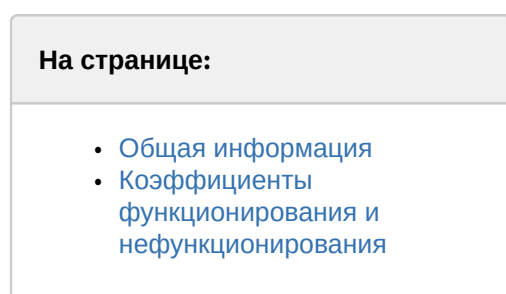 На странице:
• Общая информация
• Коэффициенты
функционирования и
нефункционирования